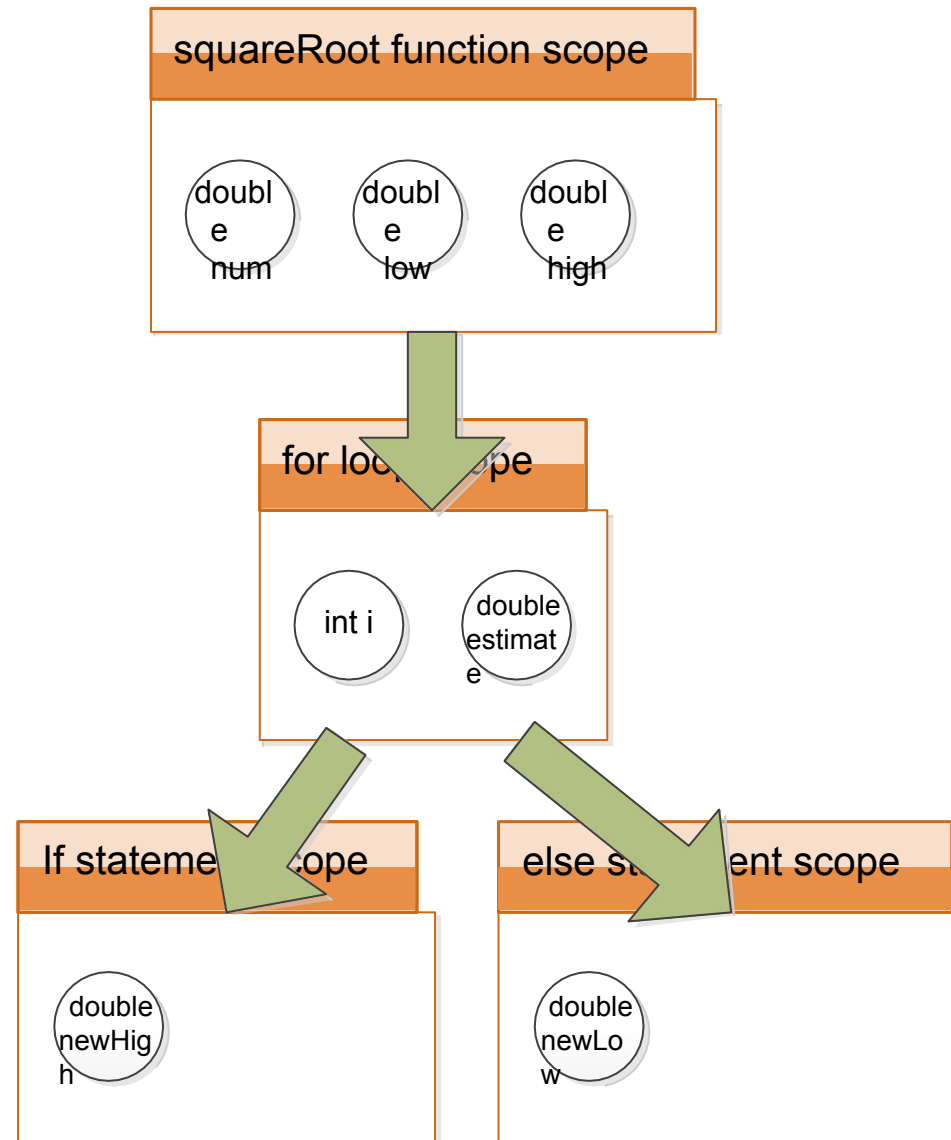 squareRoot function scope
doubl
e
num
doubl
e
low
doubl
e
high
for loop ope
int i
double
estimat
e
If stateme cope
else st ent scope
double
newHig
h
double
newLo
w